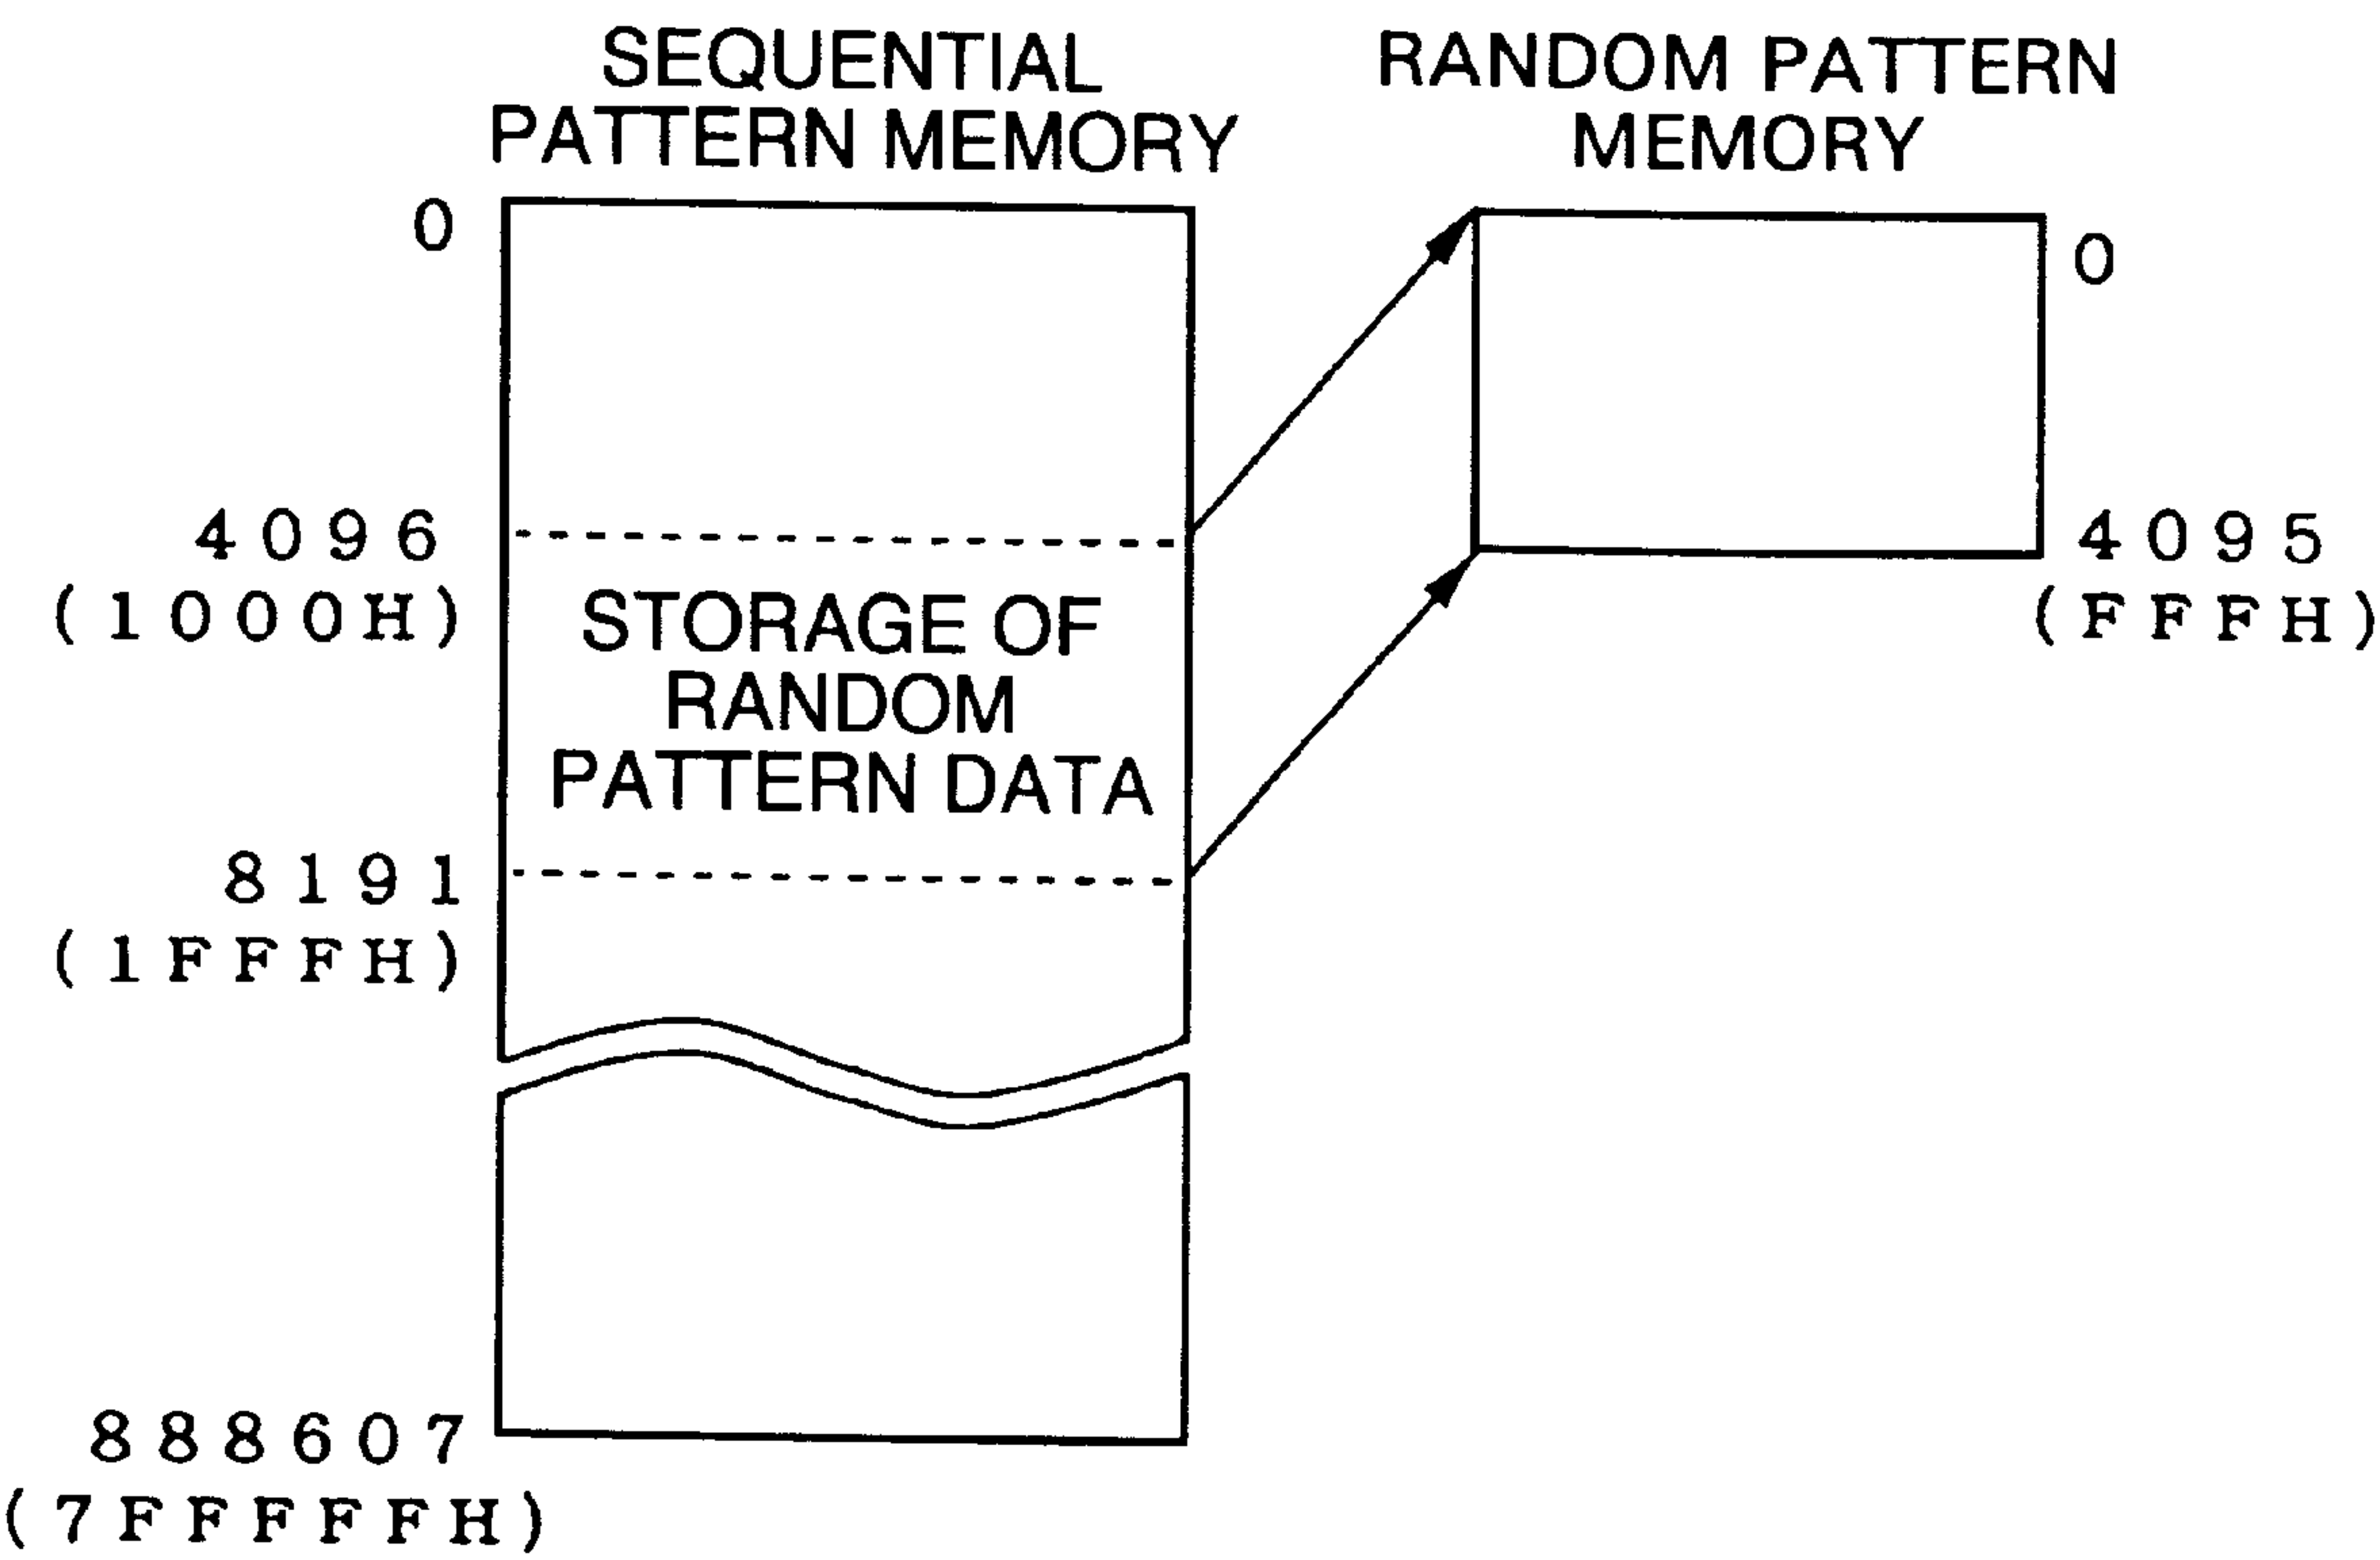 SEQUENTIAL
PATTERN MEMORY
RANDOM PATTERN
MEMORY
0
0
4096
(1000H)
4095
(FFFH)
STORAGE OF
RANDOM
PATTERN DATA
8191
(1FFFH)
888607
(7FFFFFH)